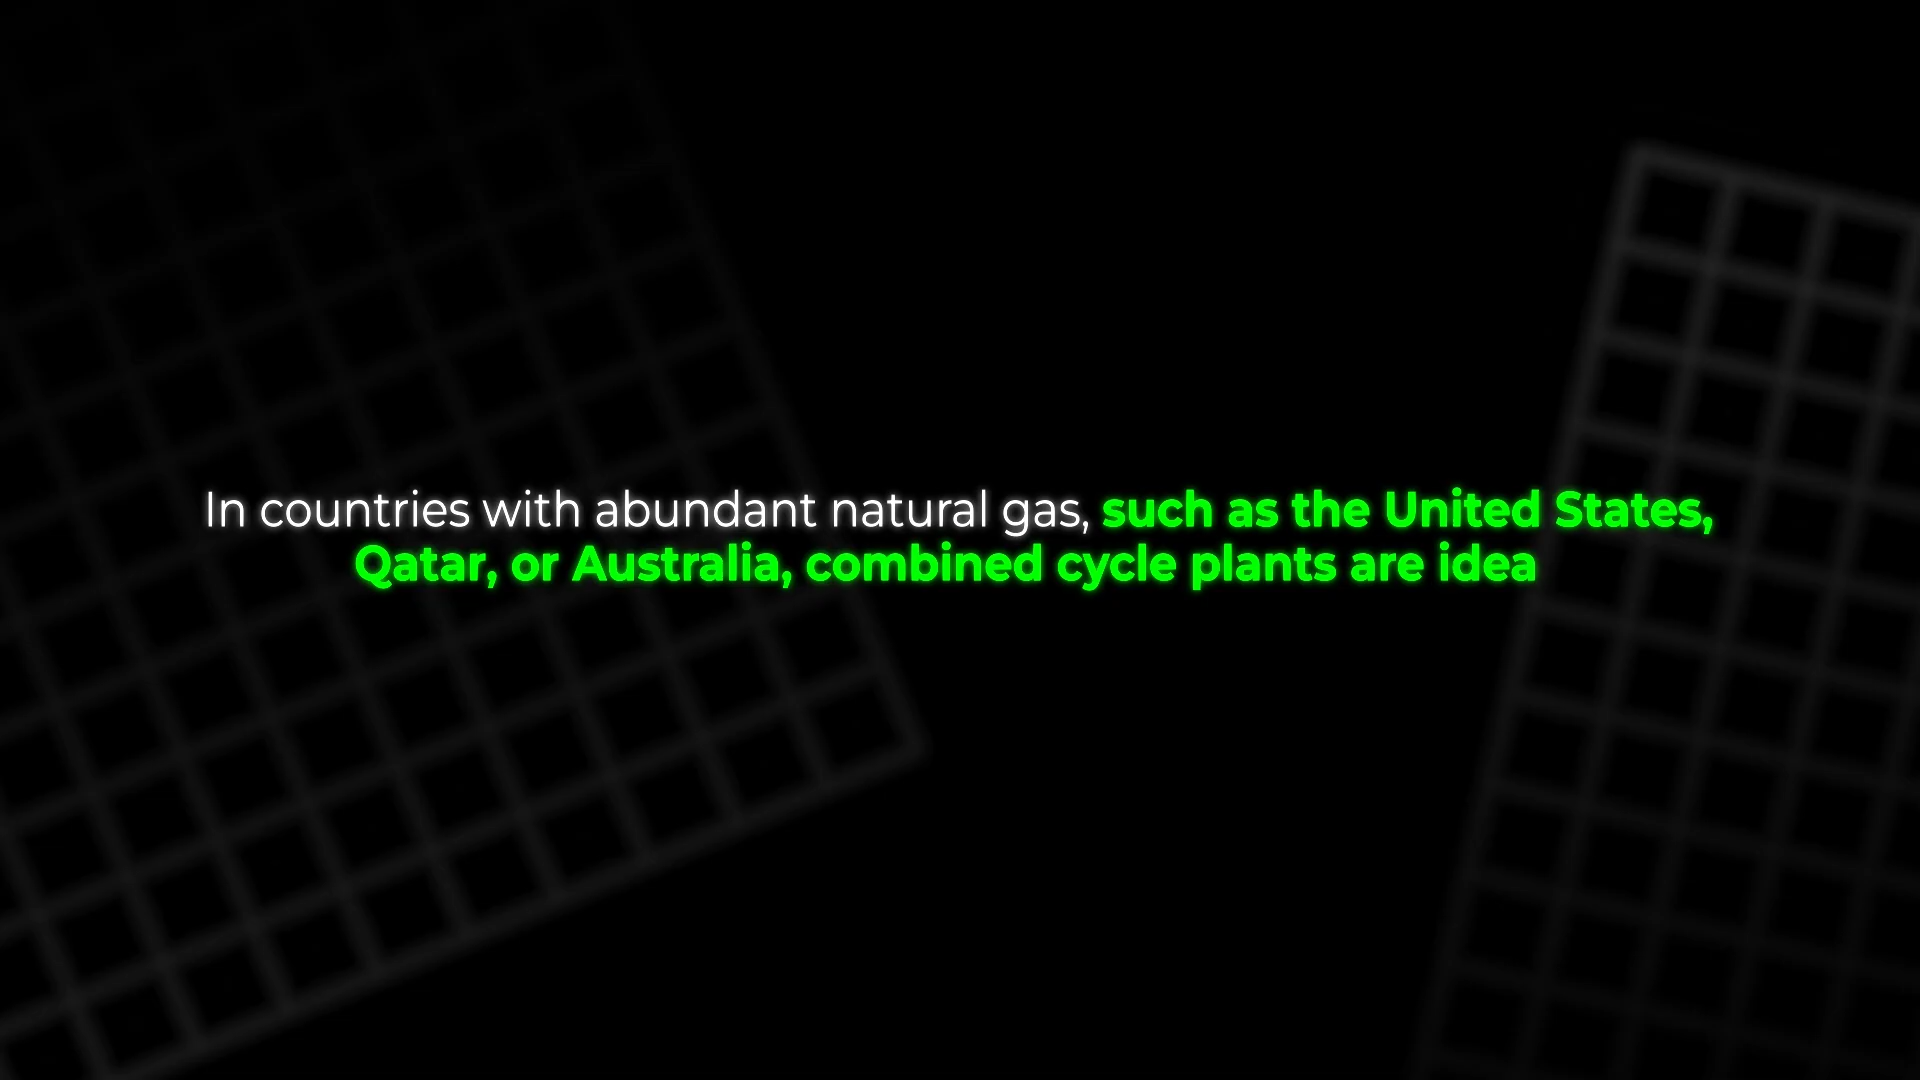 In countries with abundant natural gas, such as the United States,
Qatar, or Australia, combined cycle plants are idea